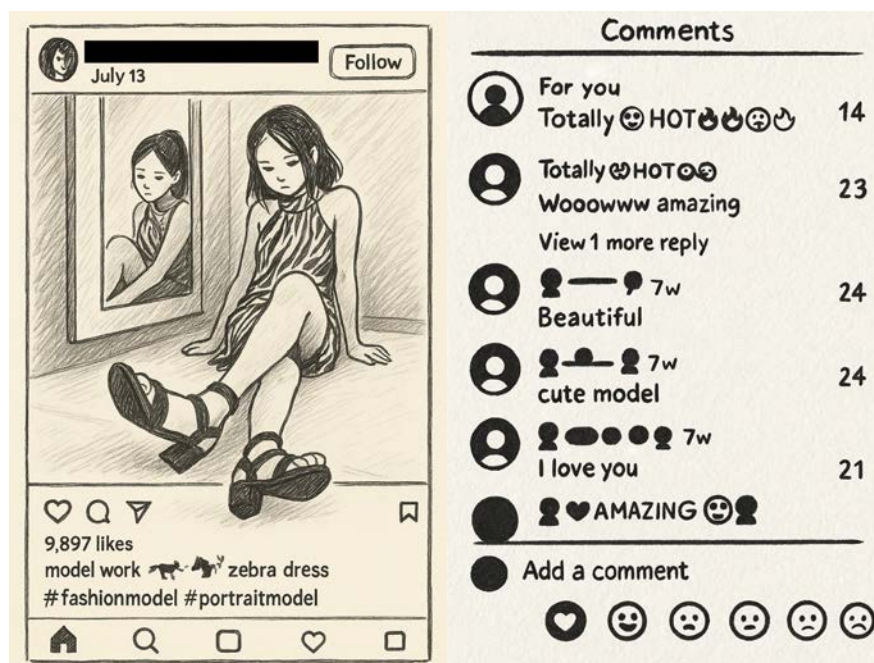 July 13
Follow
9,897 likes
model work zebra dress
#fashionmodel #portraitmodel
Comments
For you
Totally HOT
14
Totally HOT
Wooowww amazing
23
View 1 more reply
7w
24
Beautiful
7w
24
cute model
7w
I love you
21
AMAZING
Add a comment